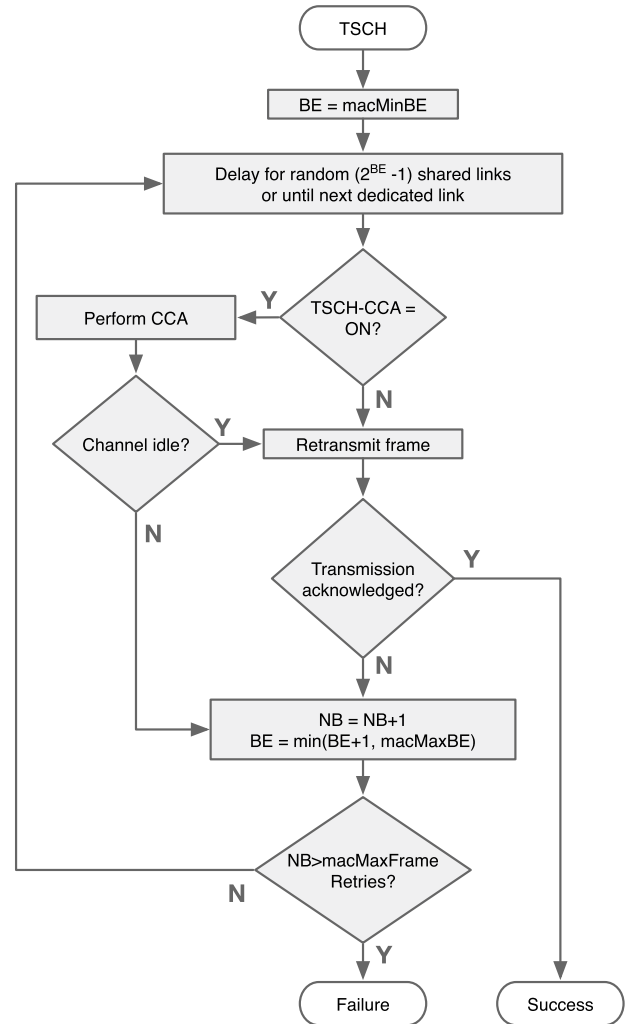 TSCH
BE = macMinBE
Delay for random (2^BE -1) shared links
or until next dedicated link
Y
TSCH-CCA =
ON?
Perform CCA
N
Channel idle?
Y
Retransmit frame
N
Transmission
acknowledged?
Y
N
NB = NB+1
BE = min(BE+1, macMaxBE)
NB>macMaxFrame
Retries?
N
Y
Failure
Success